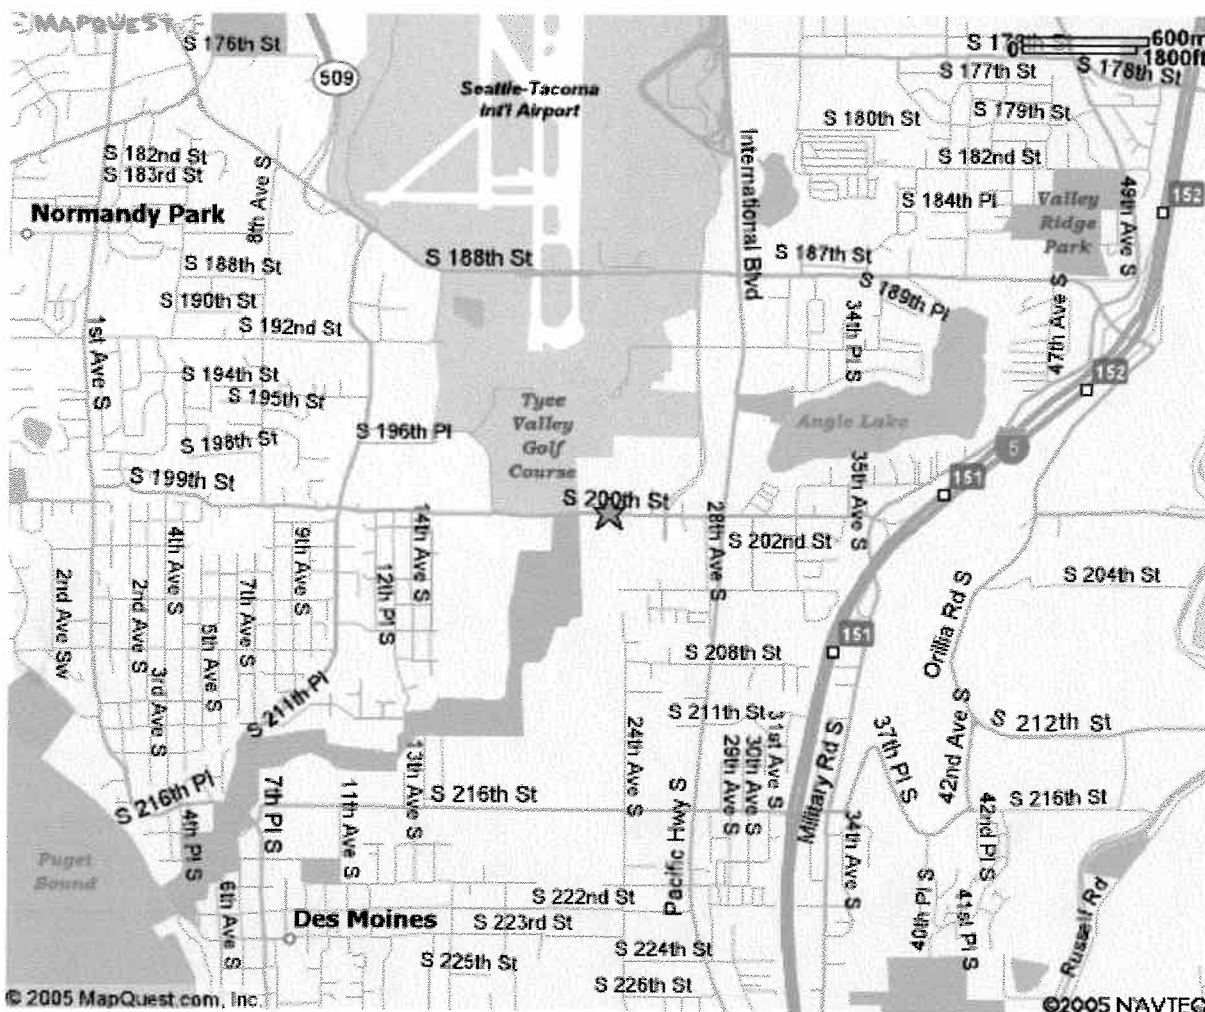 MAPQUEST
S 176th St
509
Seattle-Tacoma
Int'l Airport
600m
0
1800ft
S 177th St
S 178th St
S 180th St
S 179th St
S 182nd St
S 183rd St
8th Ave S
International Blvd
S 182nd St
S 184th Pl
Valley
Ridge
Park
49th Ave S
152
Normandy Park
S 188th St
S 188th St
S 187th St
S 189th Pl
S 190th St
S 192nd St
1st Ave S
34th Pl S
47th Ave S
152
S 194th St
S 195th St
S 196th Pl
S 198th St
Tyee
Valley
Golf
Course
Angle Lake
5
S 199th St
S 200th St
151
35th Ave S
28th Ave S
S 202nd St
14th Ave S
12th Pl S
9th Ave S
4th Ave S
7th Ave S
2nd Ave S
5th Ave S
3rd Ave S
2nd Ave SW
S 204th St
Orillia Rd S
151
S 208th St
S 211th Pl
S 211th St
31st Ave S
30th Ave S
29th Ave S
24th Ave S
Military Rd S
37th Pl S
42nd Ave S
S 212th St
13th Ave S
S 216th Pl
7th Pl S
11th Ave S
S 216th St
Pacific Hwy S
S 216th St
4th Pl S
34th Ave S
42nd Pl S
Puget
Sound
6th Ave S
Des Moines
S 222nd St
S 223rd St
40th Pl S
41st Pl S
Russell Rd
S 224th St
S 225th St
S 226th St
© 2005 MapQuest.com, Inc.
©2005 NAVTEQ